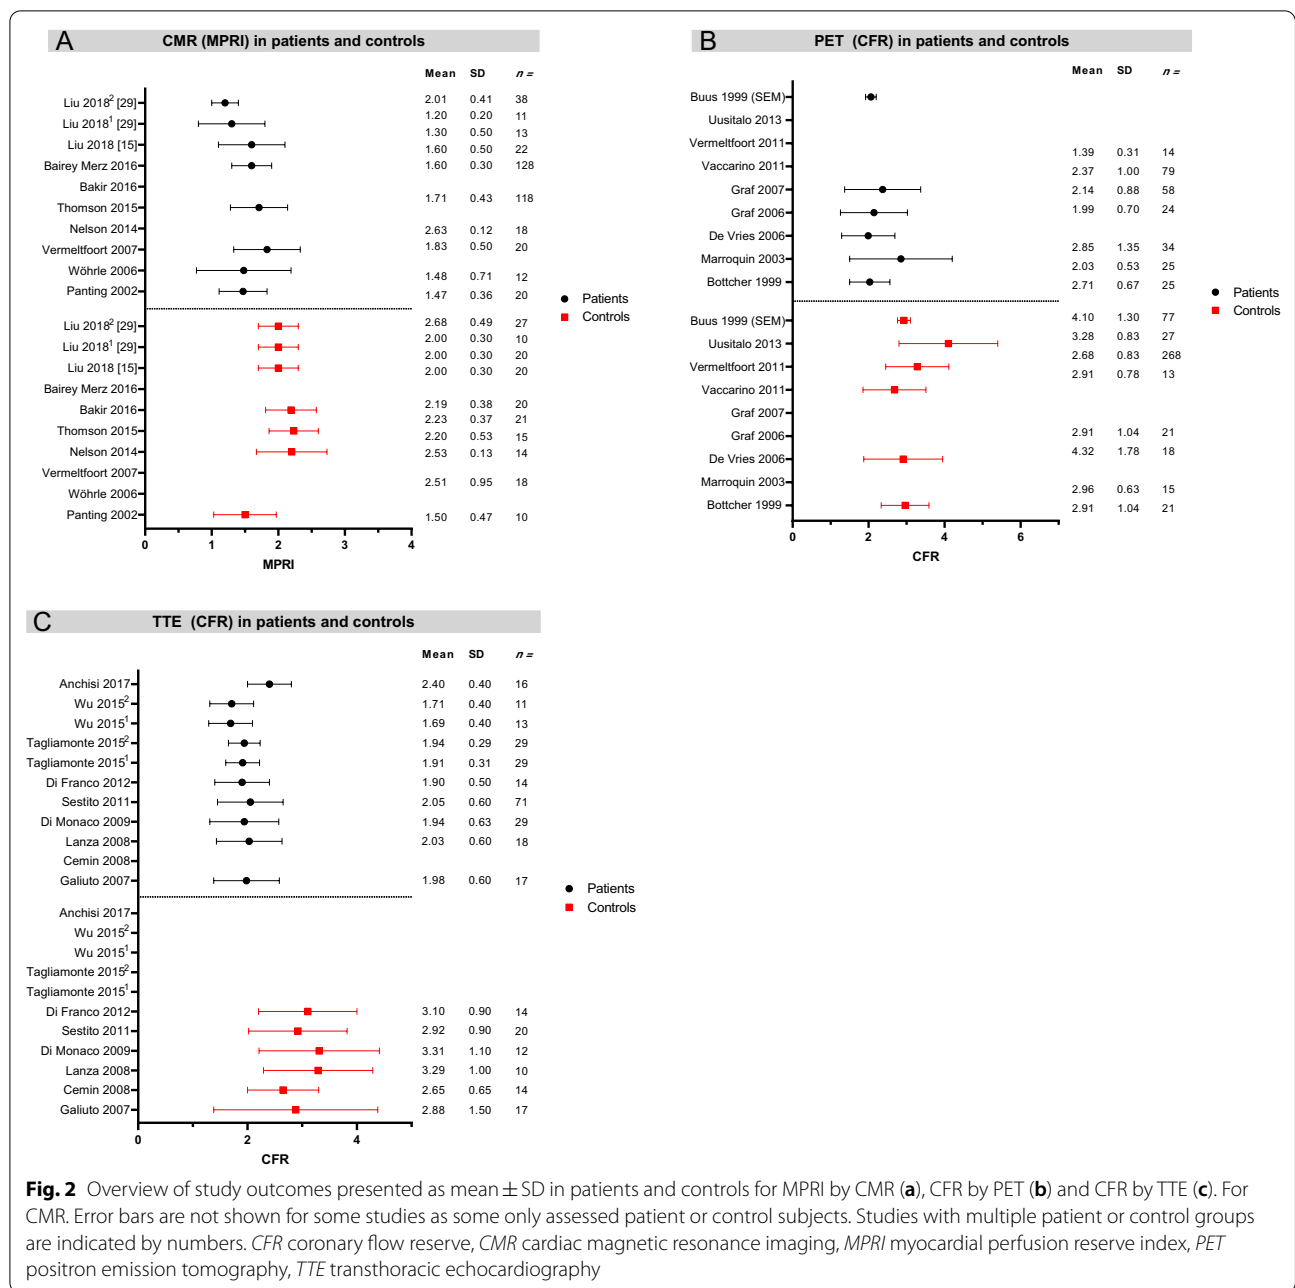 A CMR (MPRI) in patients and controls
Mean SD n =
Liu 2018² [29] 2.01 0.41 38
Liu 2018¹ [29] 1.20 0.20 11
1.30 0.50 13
Liu 2018 [15] 1.60 0.50 22
Bairey Merz 2016 1.60 0.30 128
Bakir 2016
Thomson 2015 1.71 0.43 118
Nelson 2014 2.63 0.12 18
Vermeltfoort 2007 1.83 0.50 20
Wöhrle 2006 1.48 0.71 12
Panting 2002 1.47 0.36 20
Liu 2018² [29] 2.68 0.49 27
Liu 2018¹ [29] 2.00 0.30 10
Liu 2018 [15] 2.00 0.30 20
2.00 0.30 20
Bairey Merz 2016
Bakir 2016 2.19 0.38 20
Thomson 2015 2.23 0.37 21
2.20 0.53 15
Nelson 2014 2.53 0.13 14
Vermeltfoort 2007
2.51 0.95 18
Wöhrle 2006
Panting 2002 1.50 0.47 10
0 1 2 3 4
MPRI
Patients
Controls
B PET (CFR) in patients and controls
Mean SD n =
Buus 1999 (SEM)
Uusitalo 2013
Vermeltfoort 2011
1.39 0.31 14
Vaccarino 2011 2.37 1.00 79
Graf 2007 2.14 0.88 58
Graf 2006 1.99 0.70 24
De Vries 2006
2.85 1.35 34
Marroquin 2003 2.03 0.53 25
Bottcher 1999 2.71 0.67 25
Buus 1999 (SEM) 4.10 1.30 77
Uusitalo 2013 3.28 0.83 27
2.68 0.83 268
Vermeltfoort 2011 2.91 0.78 13
Vaccarino 2011
Graf 2007
Graf 2006 2.91 1.04 21
De Vries 2006 4.32 1.78 18
Marroquin 2003
2.96 0.63 15
Bottcher 1999 2.91 1.04 21
0 2 4 6
CFR
Patients
Controls
C TTE (CFR) in patients and controls
Mean SD n =
Anchisi 2017 2.40 0.40 16
Wu 2015² 1.71 0.40 11
Wu 2015¹ 1.69 0.40 13
Tagliamonte 2015² 1.94 0.29 29
Tagliamonte 2015¹ 1.91 0.31 29
Di Franco 2012 1.90 0.50 14
Sestito 2011 2.05 0.60 71
Di Monaco 2009 1.94 0.63 29
Lanza 2008 2.03 0.60 18
Cemin 2008
Galiuto 2007 1.98 0.60 17
Anchisi 2017
Wu 2015²
Wu 2015¹
Tagliamonte 2015²
Tagliamonte 2015¹
Di Franco 2012 3.10 0.90 14
Sestito 2011 2.92 0.90 20
Di Monaco 2009 3.31 1.10 12
Lanza 2008 3.29 1.00 10
Cemin 2008 2.65 0.65 14
Galiuto 2007 2.88 1.50 17
0 2 4
CFR
Patients
Controls
Fig. 2 Overview of study outcomes presented as mean ± SD in patients and controls for MPRI by CMR (a), CFR by PET (b) and CFR by TTE (c). For
CMR. Error bars are not shown for some studies as some only assessed patient or control subjects. Studies with multiple patient or control groups
are indicated by numbers. CFR coronary flow reserve, CMR cardiac magnetic resonance imaging, MPRI myocardial perfusion reserve index, PET
positron emission tomography, TTE transthoracic echocardiography